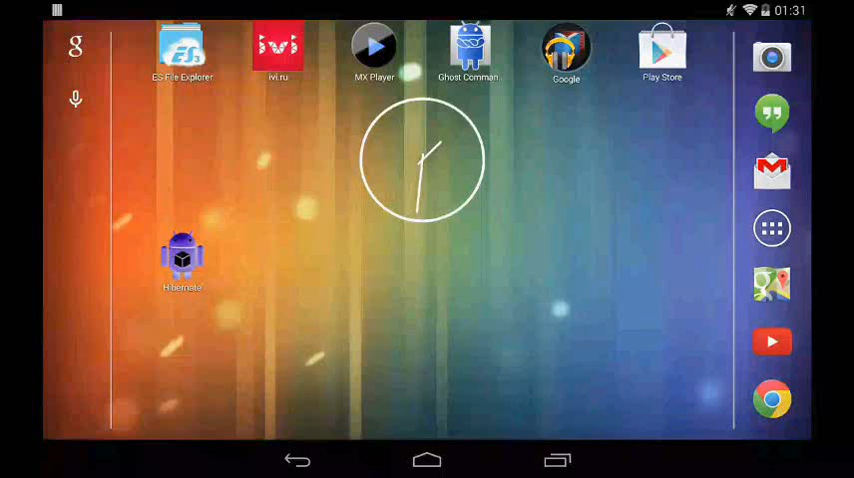 01:31
g
ES File Explorer
ivi.ru
MX Player
Ghost Comman
Google
Play Store
Hibernate